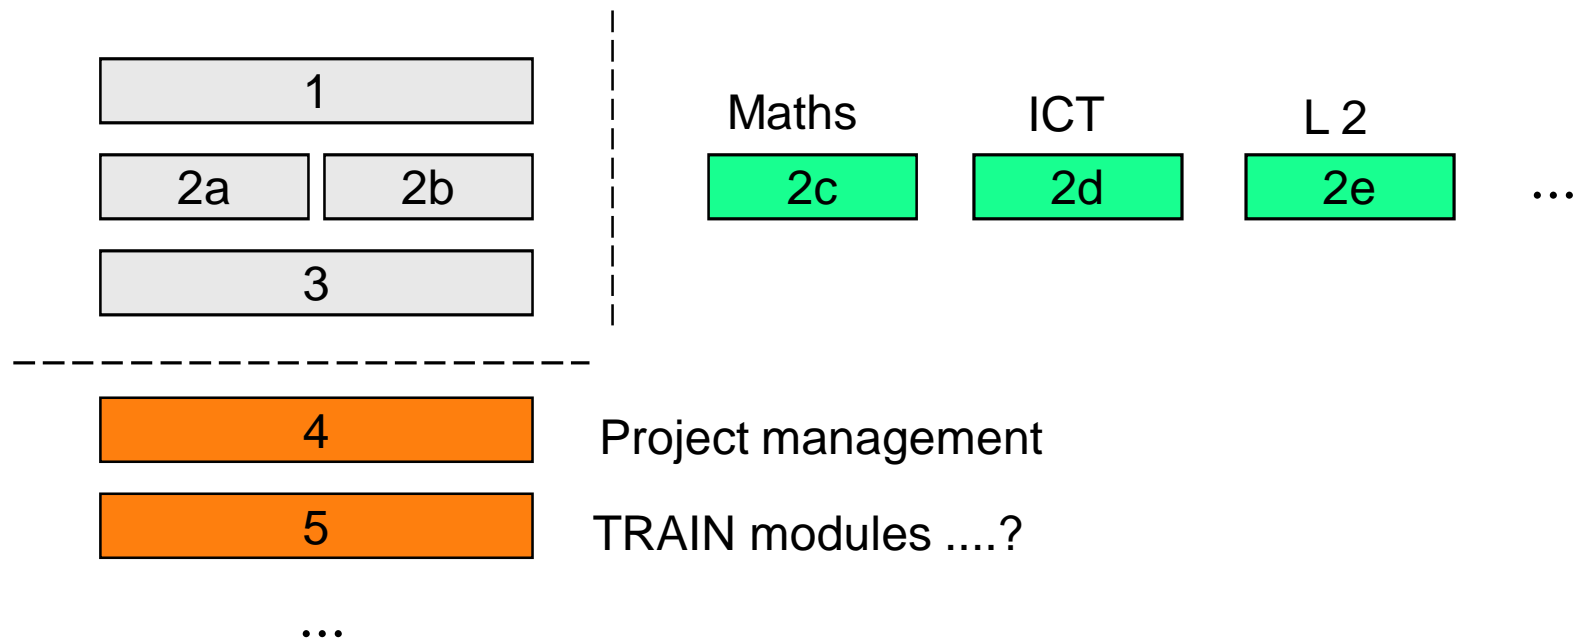 1
Maths
ICT
L 2
2a
2b
2c
2d
2e
...
3
4
Project management
5
TRAIN modules ....?
...